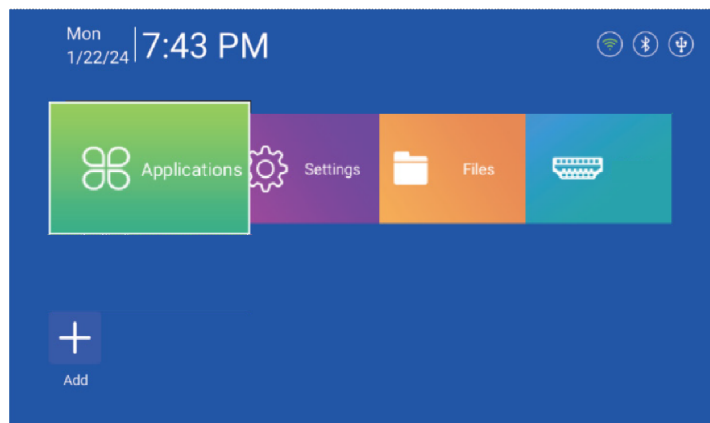 Mon
1/22/24
7:43 PM
Applications
Settings
Files
Add